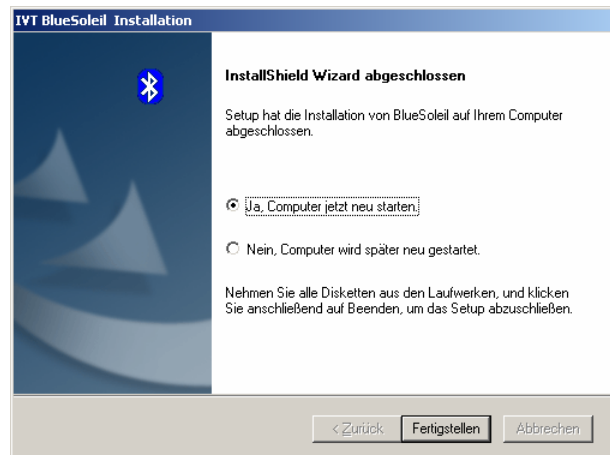 IVT BlueSoleil Installation
InstallShield Wizard abgeschlossen
Setup hat die Installation von BlueSoleil auf Ihrem Computer
abgeschlossen.
Ja, Computer jetzt neu starten.
Nein, Computer wird später neu gestartet.
Nehmen Sie alle Disketten aus den Laufwerken, und klicken
Sie anschließend auf Beenden, um das Setup abzuschließen.
< Zurück Fertigstellen Abbrechen